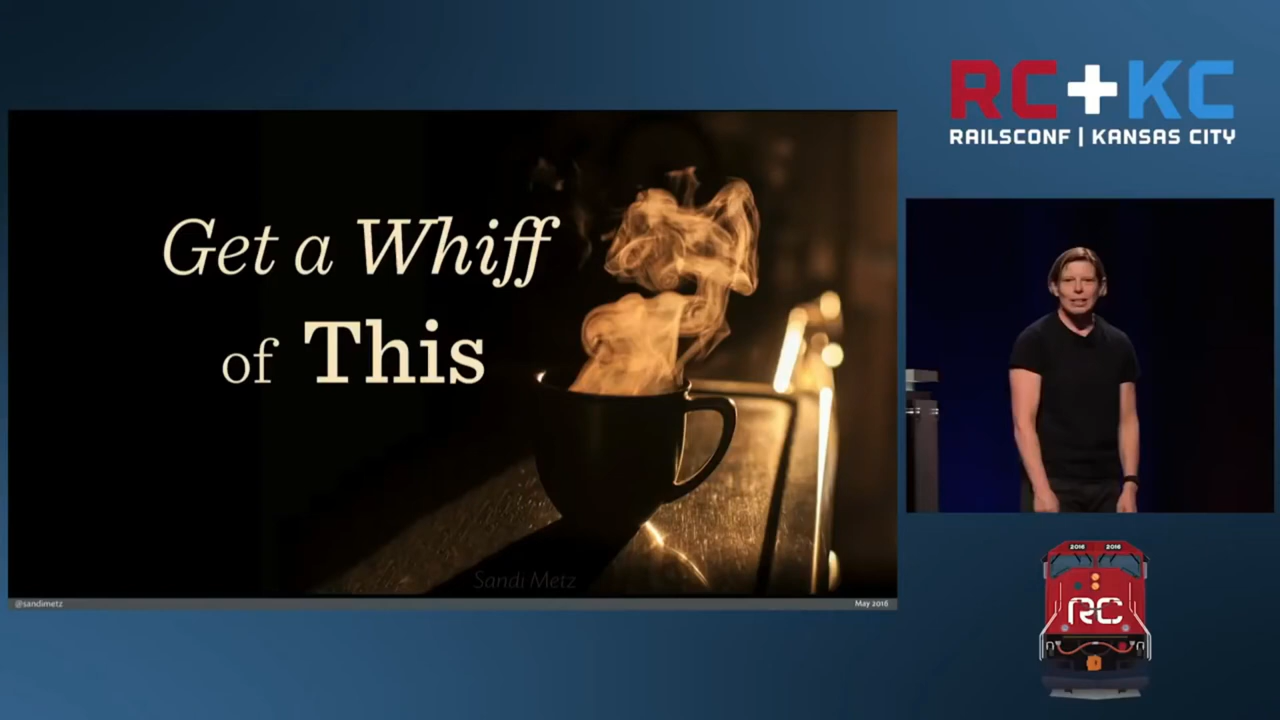 Get a Whiff
of This
Sandi Metz
@sandimetz
May 2016
RC+KC
RAILSCONF | KANSAS CITY
2016 2016
RC